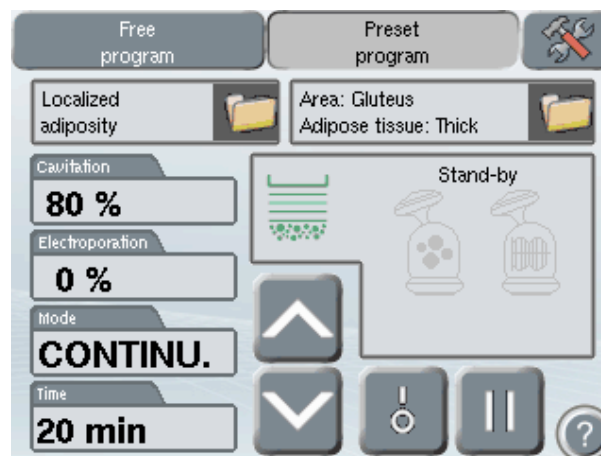 Free
program
Preset
program
Localized
adiposity
Area: Gluteus
Adipose tissue: Thick
Cavitation
80 %
Stand-by
Electroporation
0 %
Mode
CONTINU.
Time
20 min
?